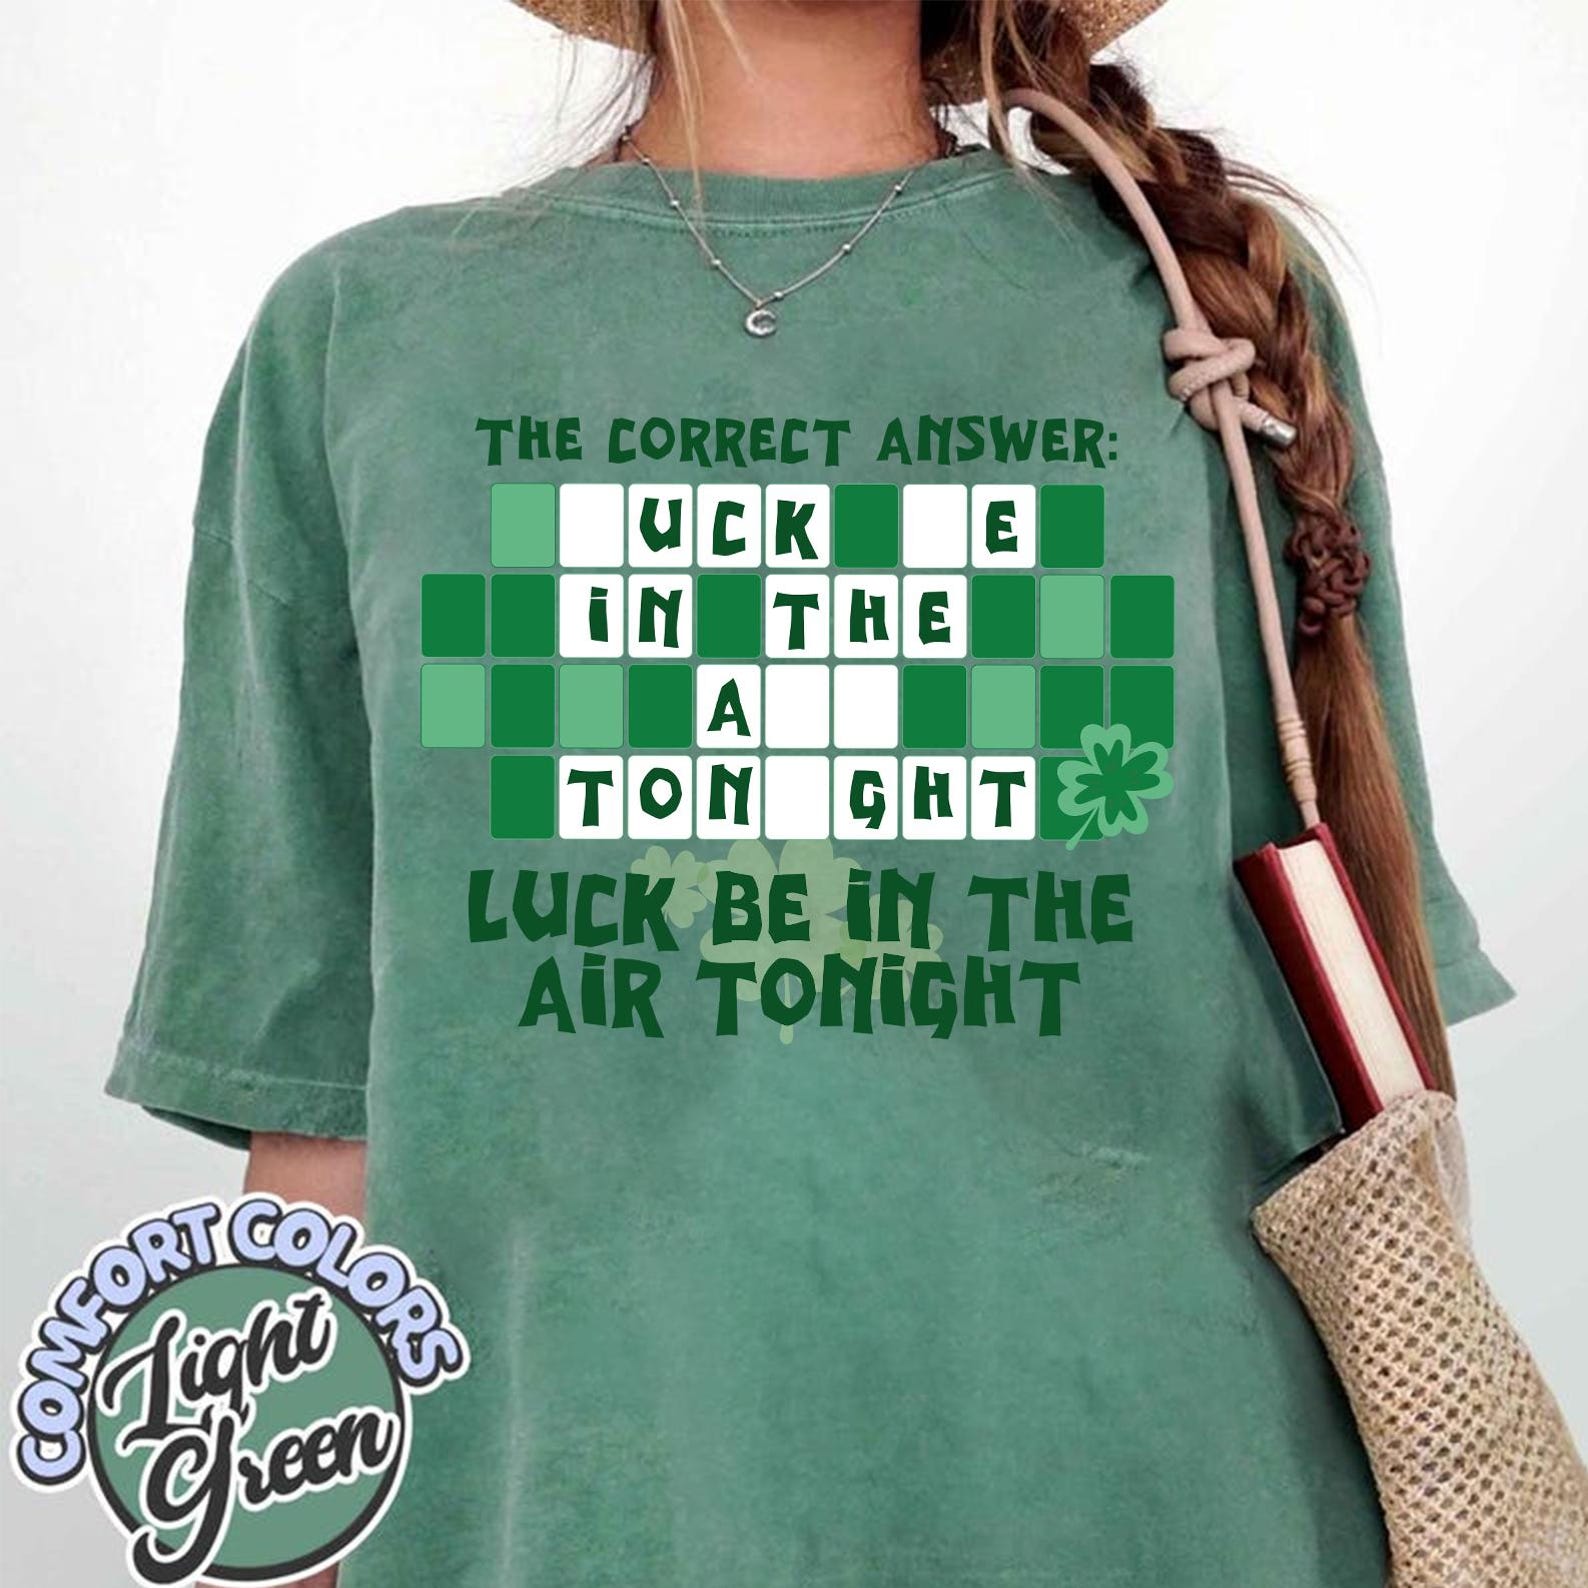 THE CORRECT ANSWER:
UCK E
IN THE
A
TON GHT
LUCK BE IN THE
AIR TONIGHT
COMFORT COLORS
Light
Green